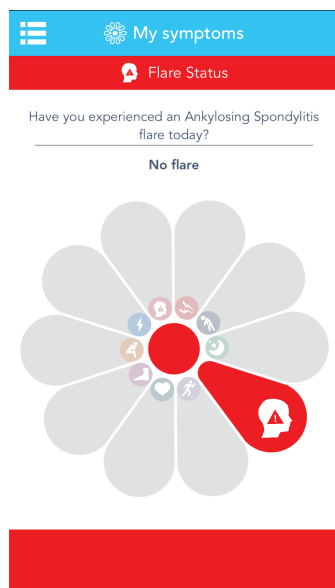 My symptoms
Flare Status
Have you experienced an Ankylosing Spondylitis
flare today?
No flare